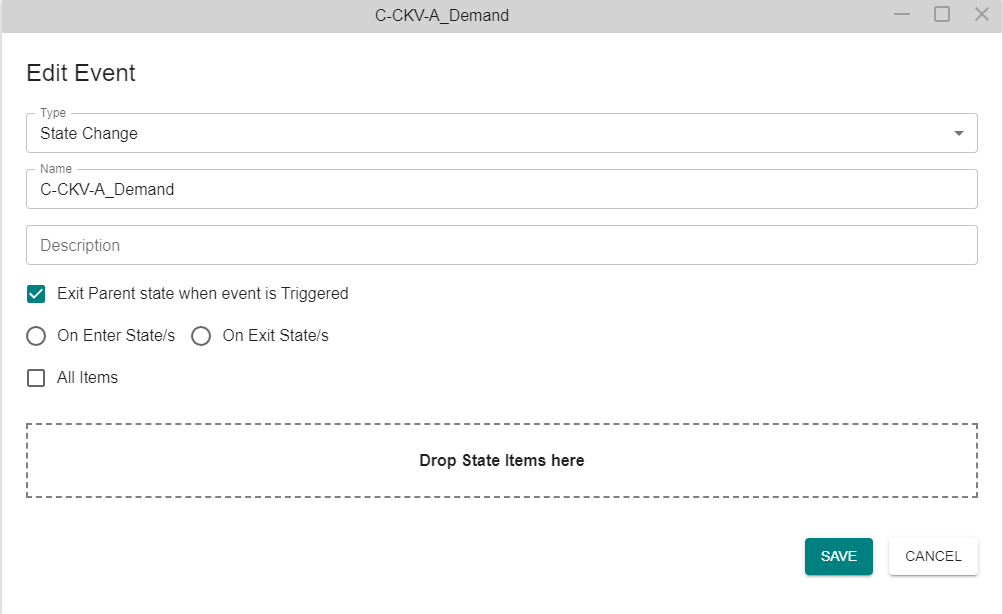 C-CKV-A_Demand
Edit Event
Type
State Change
Name
C-CKV-A_Demand
Description
Exit Parent state when event is Triggered
On Enter State/s On Exit State/s
All Items
Drop State Items here
SAVE CANCEL